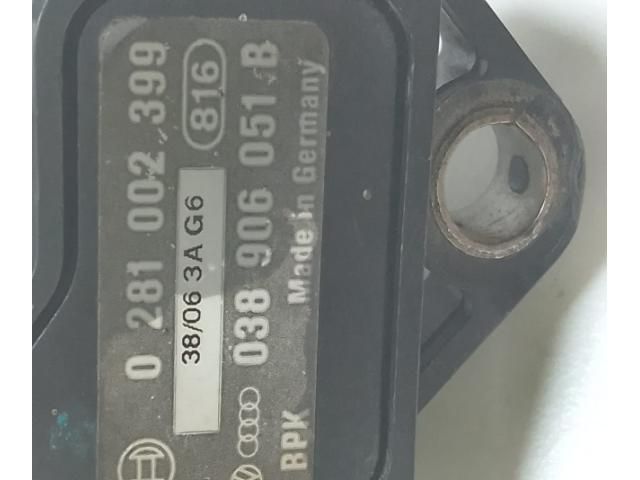 0 281 002 399
816
38/06 3A G6
038 906 051 B
BPK Made in Germany